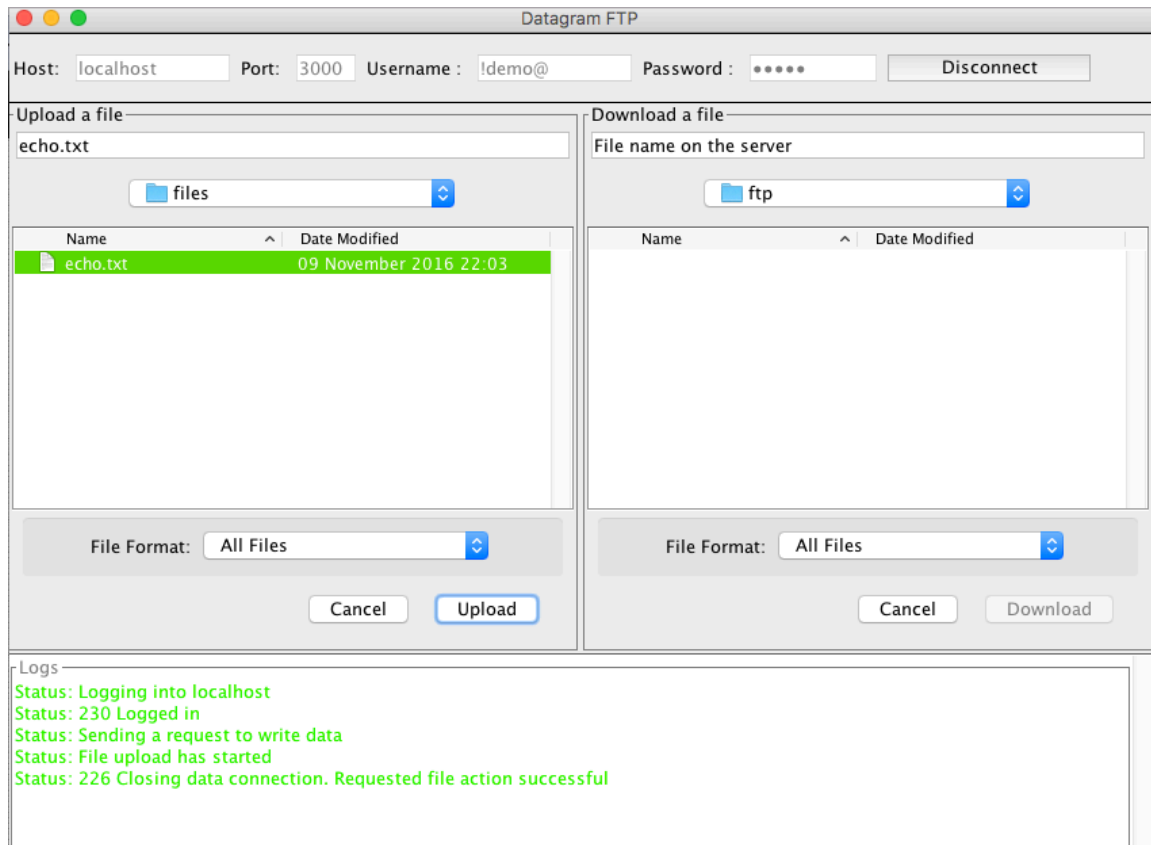 Datagram FTP
Host: localhost Port: 3000 Username : !demo@ Password : ••••• Disconnect
Upload a file
echo.txt
files
Name Date Modified
echo.txt 09 November 2016 22:03
File Format: All Files
Cancel Upload
Download a file
File name on the server
ftp
Name Date Modified
File Format: All Files
Cancel Download
Logs
Status: Logging into localhost
Status: 230 Logged in
Status: Sending a request to write data
Status: File upload has started
Status: 226 Closing data connection. Requested file action successful